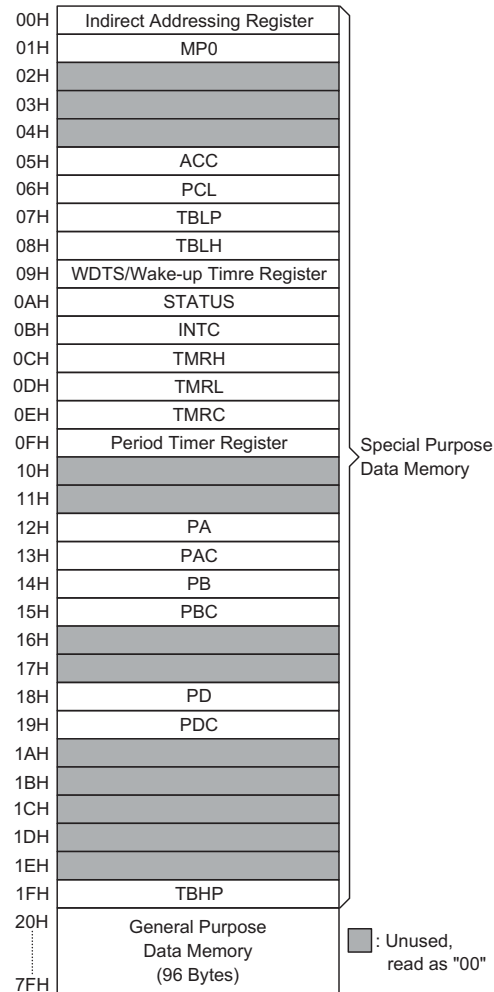 00H Indirect Addressing Register
01H MP0
02H
03H
04H
05H ACC
06H PCL
07H TBLP
08H TBLH
09H WDTS/Wake-up Timre Register
0AH STATUS
0BH INTC
0CH TMRH
0DH TMRL
0EH TMRC
0FH Period Timer Register
Special Purpose
Data Memory
10H
11H
12H PA
13H PAC
14H PB
15H PBC
16H
17H
18H PD
19H PDC
1AH
1BH
1CH
1DH
1EH
1FH TBHP
20H General Purpose
Data Memory
7FH (96 Bytes)
: Unused,
read as "00"